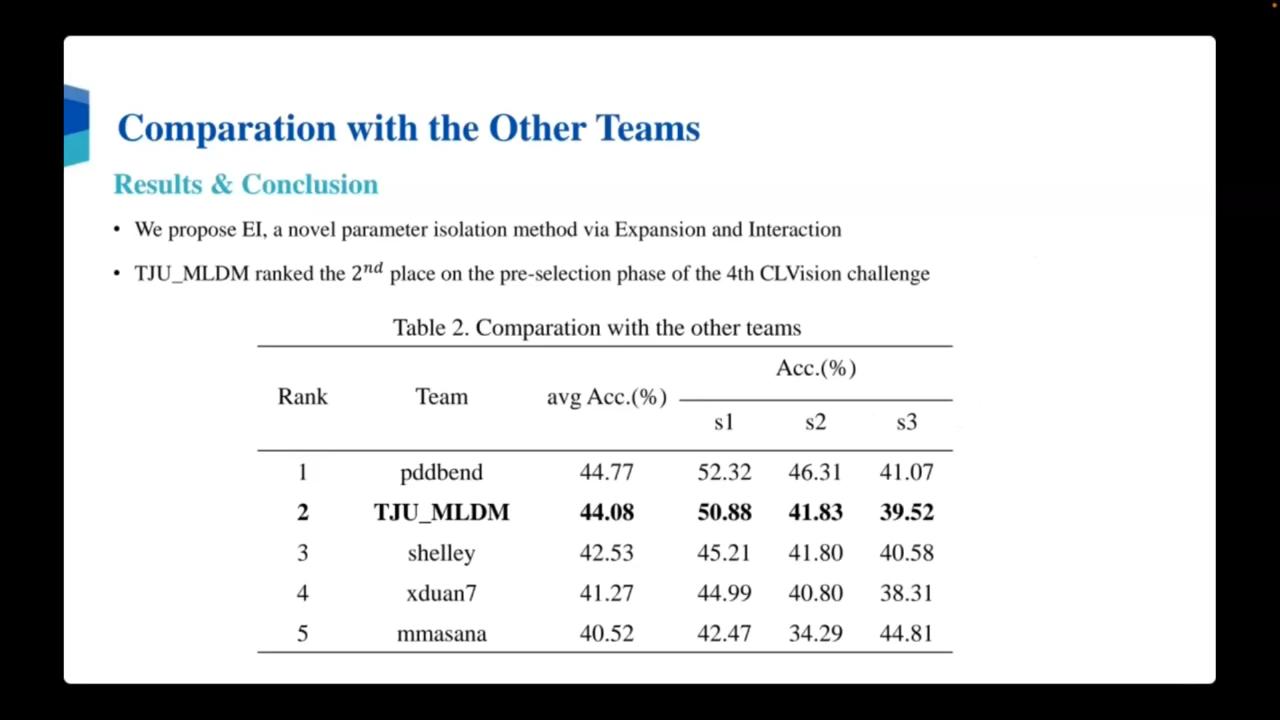 Comparation with the Other Teams
Results & Conclusion
• We propose EI, a novel parameter isolation method via Expansion and Interaction
• TJU_MLDM ranked the 2nd place on the pre-selection phase of the 4th CLVision challenge
Table 2. Comparation with the other teams
Rank Team avg Acc.(%) Acc.(%)
s1 s2 s3
1 pddbend 44.77 52.32 46.31 41.07
2 TJU_MLDM 44.08 50.88 41.83 39.52
3 shelley 42.53 45.21 41.80 40.58
4 xduan7 41.27 44.99 40.80 38.31
5 mmasana 40.52 42.47 34.29 44.81